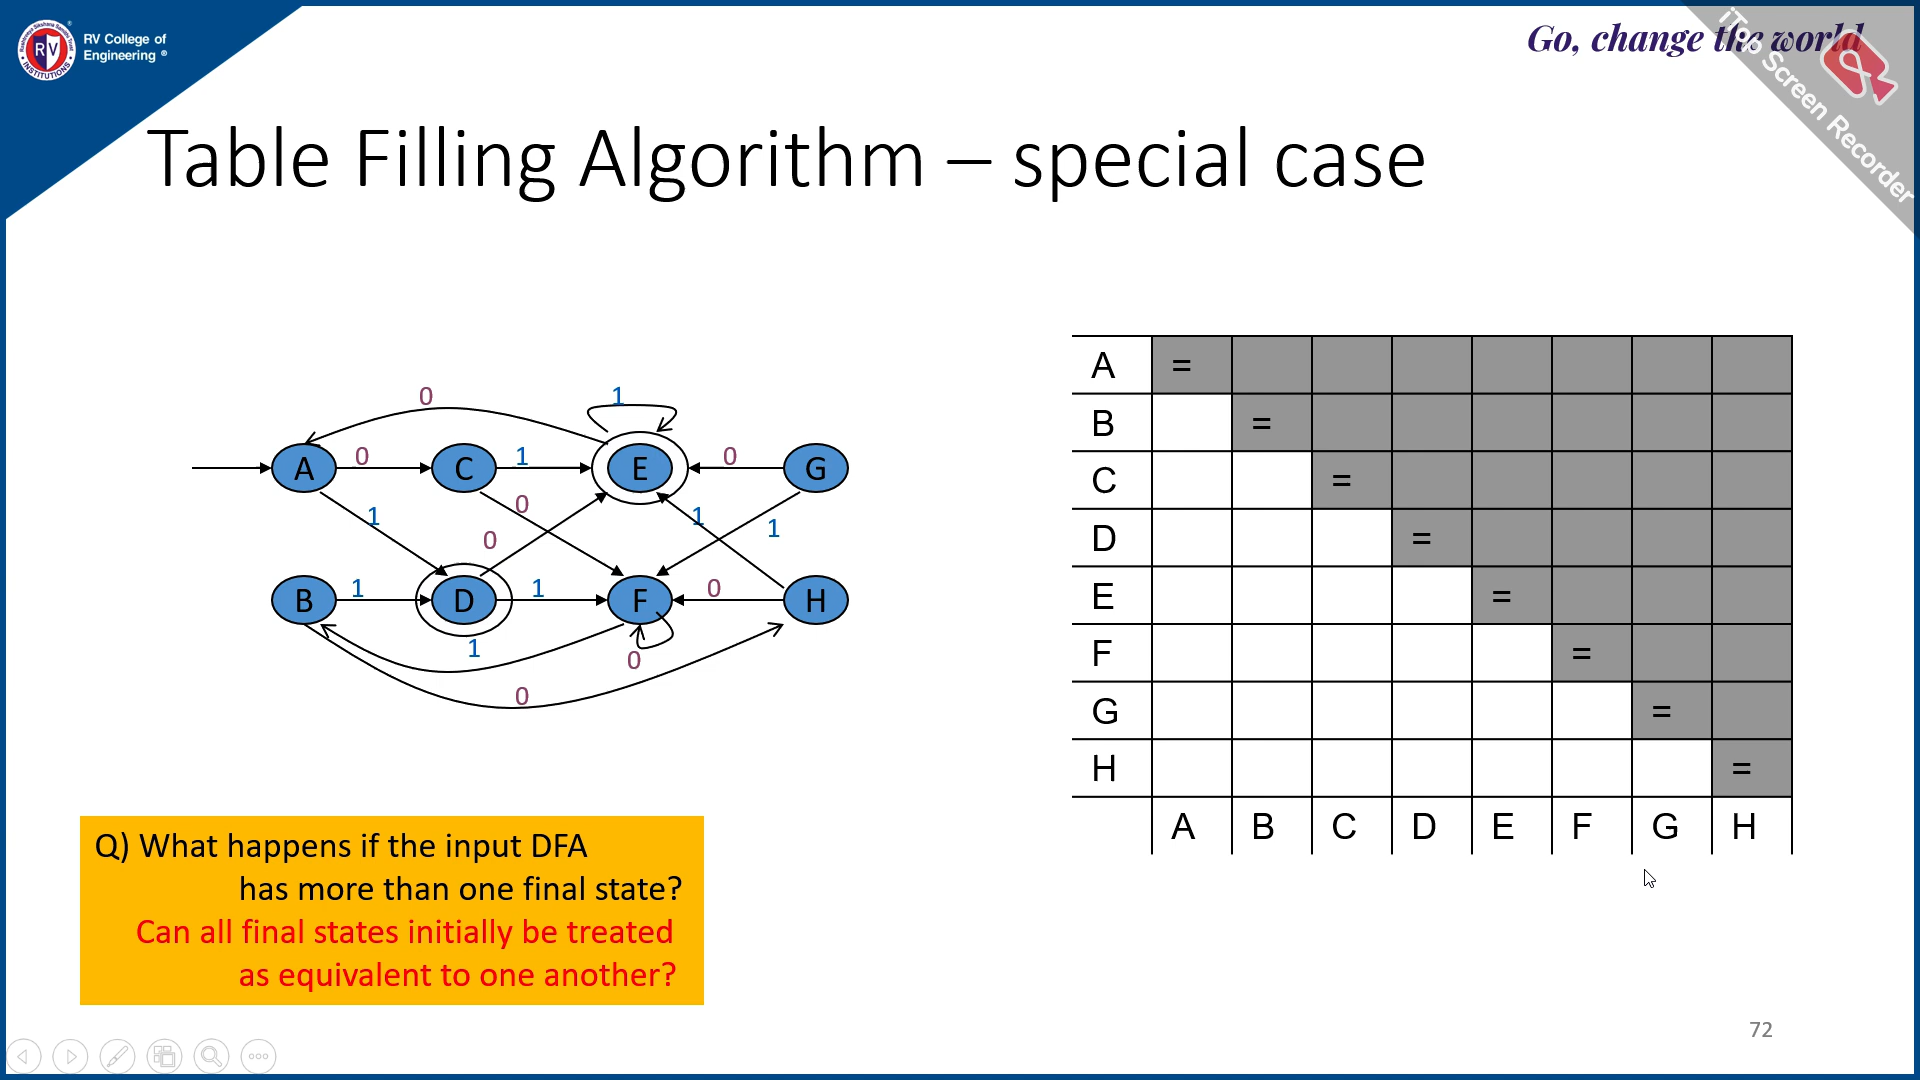 RV College of
Engineering ®
Go, change the world
iTop Screen Recorder
Table Filling Algorithm – special case
0
1
A
0
C
1
E
0
G
1
0
0
1
1
B
1
D
1
F
0
H
1
0
0
A =
B =
C =
D =
E =
F =
G =
H =
A B C D E F G H
Q) What happens if the input DFA
has more than one final state?
Can all final states initially be treated
as equivalent to one another?
72